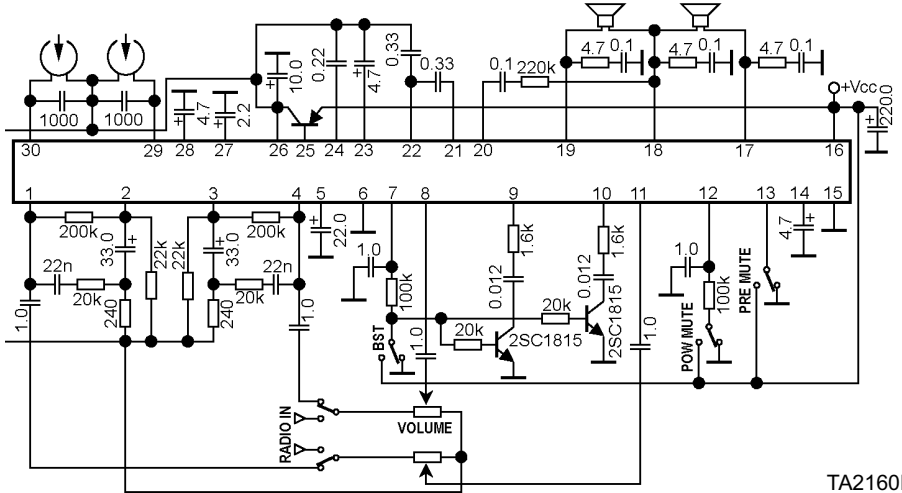 4.7 0.1 4.7 0.1 4.7 0.1
10.0 0.22 4.7 0.33 0.33 0.1 220k
+Vcc
220.0
1000 1000 4.7 2.2
30 29 28 27 26 25 24 23 22 21 20 19 18 17 16
1 2 3 4 5 6 7 8 9 10 11 12 13 14 15
200k 33.0 22k 22k 33.0 200k 22.0
1.0 100k 1.6k 1.6k 1.0 4.7
22n 20k 20k 22n
0.012 0.012
100k
PRE MUTE
1.0 240 240 1.0
BST
1.0
20k 20k
2SC1815 2SC1815
1.0
POW MUTE
RADIO IN
VOLUME